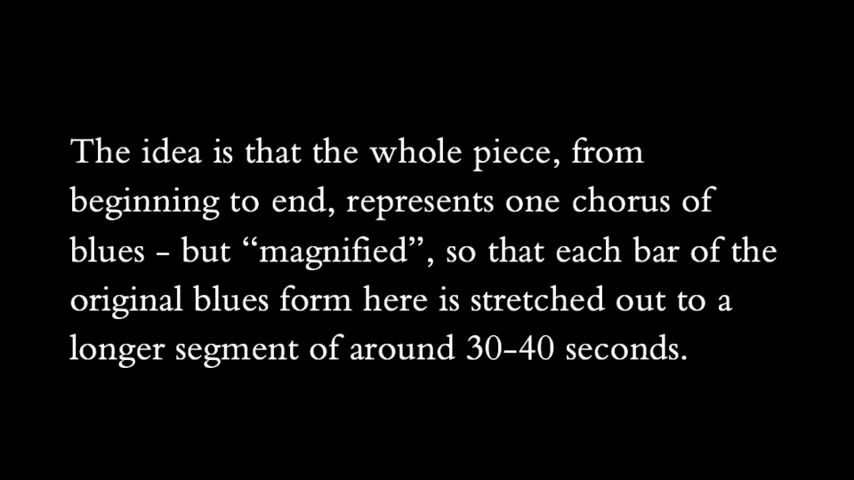 The idea is that the whole piece, from
beginning to end, represents one chorus of
blues - but “magnified”, so that each bar of the
original blues form here is stretched out to a
longer segment of around 30-40 seconds.